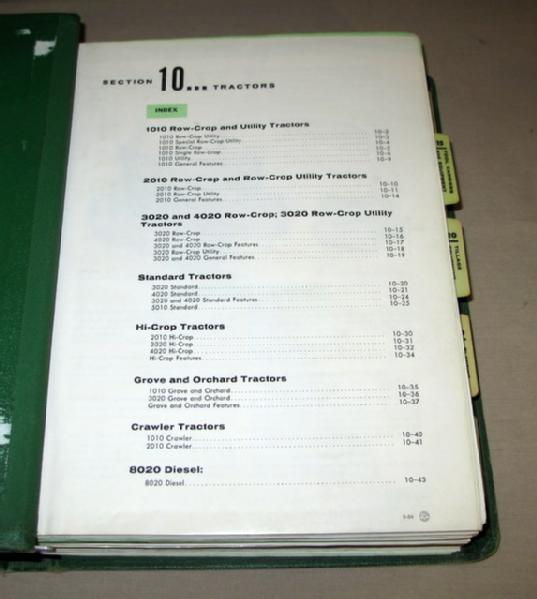 SECTION 10... TRACTORS
INDEX
1010 Row-Crop and Utility Tractors
1010 Row-Crop Utility 10-2
1010 Special Row-Crop Utility 10-3
1010 Row-Crop 10-4
1010 Single Row-Crop
1010 Utility
1010 General Features 10-9
2010 Row-Crop and Row-Crop Utility Tractors
2010 Row-Crop 10-10
2010 Row-Crop Utility 10-11
2010 General Features 10-14
3020 and 4020 Row-Crop; 3020 Row-Crop Utility
Tractors
3020 Row-Crop 10-15
4020 Row-Crop 10-16
3020 and 4020 Row-Crop Features 10-17
3020 Row-Crop Utility 10-18
3020 and 4020 General Features 10-19
Standard Tractors
3020 Standard 10-20
4020 Standard 10-21
3020 and 4020 Standard Features 10-24
5010 Standard 10-25
Hi-Crop Tractors
2010 Hi-Crop 10-30
3020 Hi-Crop 10-31
4020 Hi-Crop 10-32
Hi-Crop Features 10-34
Grove and Orchard Tractors
1010 Grove and Orchard 10-35
3020 Grove and Orchard 10-36
Grove and Orchard Features 10-37
Crawler Tractors
1010 Crawler 10-40
2010 Crawler 10-41
8020 Diesel:
8020 Diesel 10-43
15
TOOL CARRIERS
TILLAGE